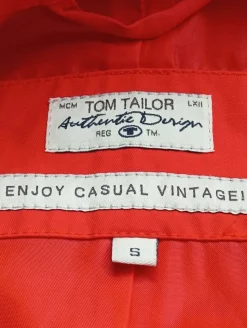 MCM TOM TAILOR LXII
Authentic Design
REG T TM.
ENJOY CASUAL VINTAGE!
S